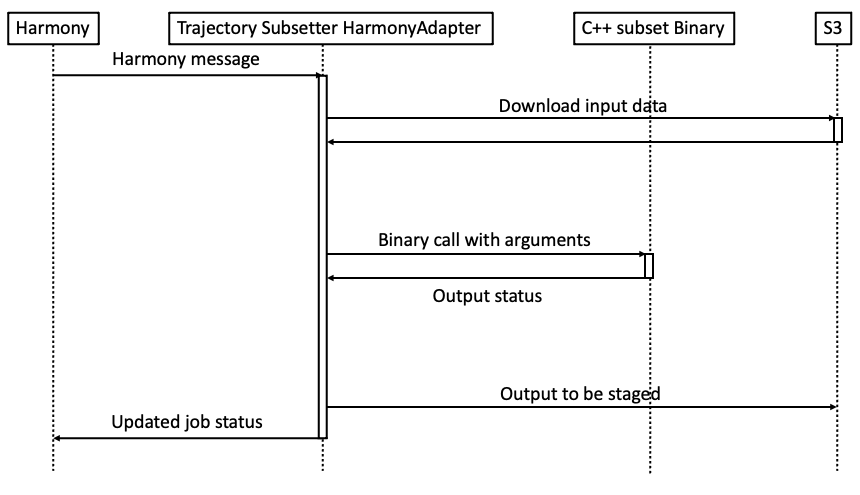 Harmony
Trajectory Subsetter HarmonyAdapter
C++ subset Binary
S3
Harmony message
Download input data
Binary call with arguments
Output status
Output to be staged
Updated job status